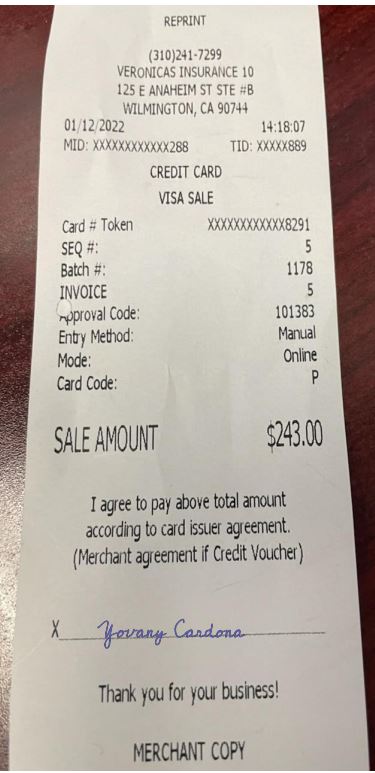 REPRINT
(310)241-7299
VERONICAS INSURANCE 10
125 E ANAHEIM ST STE #B
WILMINGTON, CA 90744
01/12/2022 14:18:07
MID: XXXXXXXXXXXX288 TID: XXXXX889
CREDIT CARD
VISA SALE
Card # Token XXXXXXXXXXXX8291
SEQ #: 5
Batch #: 1178
INVOICE 5
Approval Code: 101383
Entry Method: Manual
Mode: Online
Card Code: P
SALE AMOUNT $243.00
I agree to pay above total amount
according to card issuer agreement.
(Merchant agreement if Credit Voucher)
X Yovany Cardona
Thank you for your business!
MERCHANT COPY